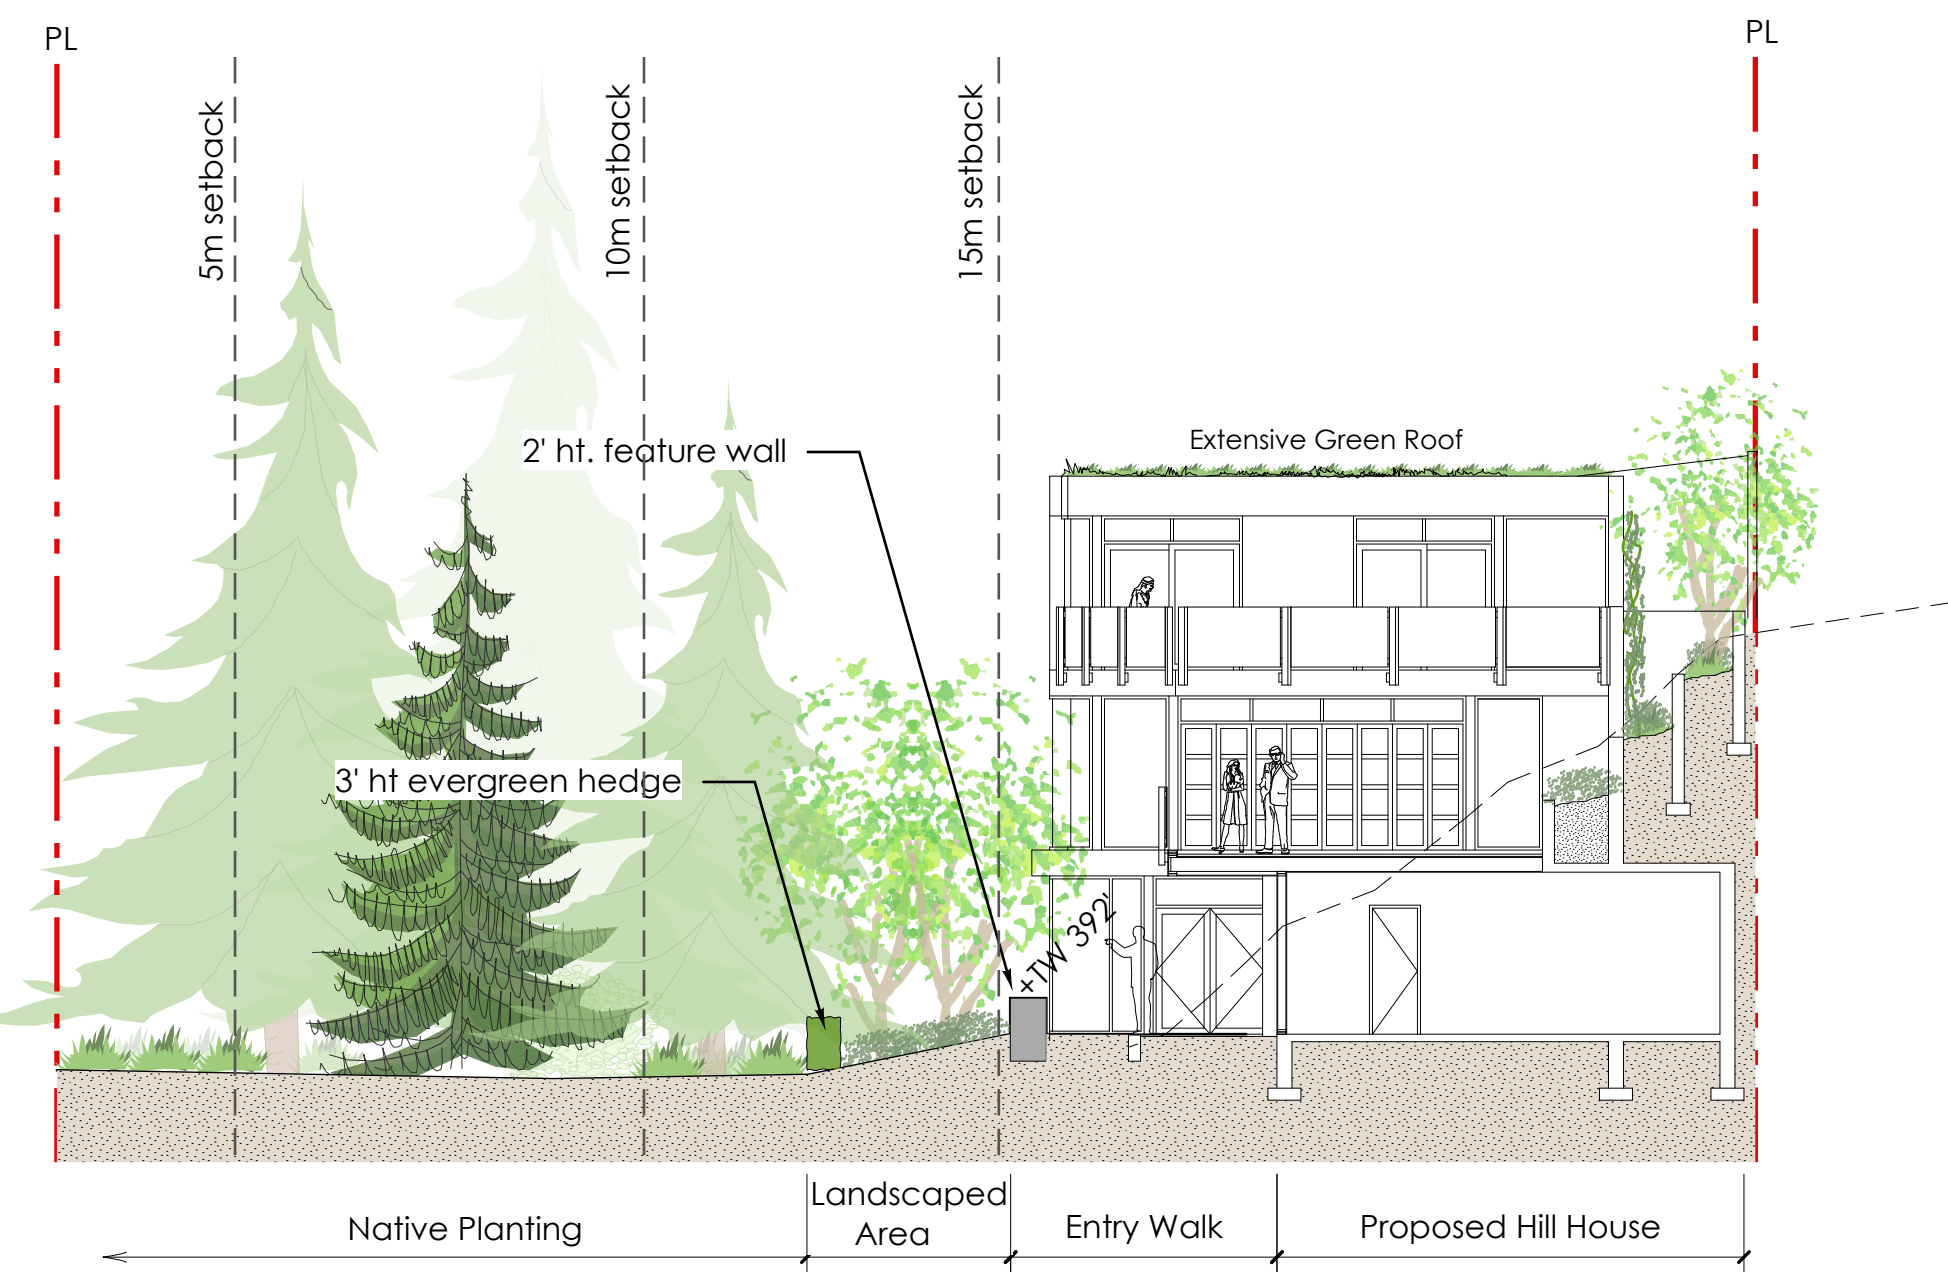 PL
PL
5m setback
10m setback
15m setback
Extensive Green Roof
2' ht. feature wall
3' ht evergreen hedge
+TW 392'
Landscaped
Area
Native Planting
Entry Walk
Proposed Hill House